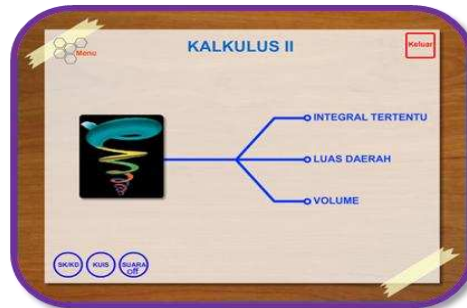 KALKULUS II
Menu
Keluar
INTEGRAL TERTENTU
LUAS DAERAH
VOLUME
SK/KD
KUIS
SUARA
off